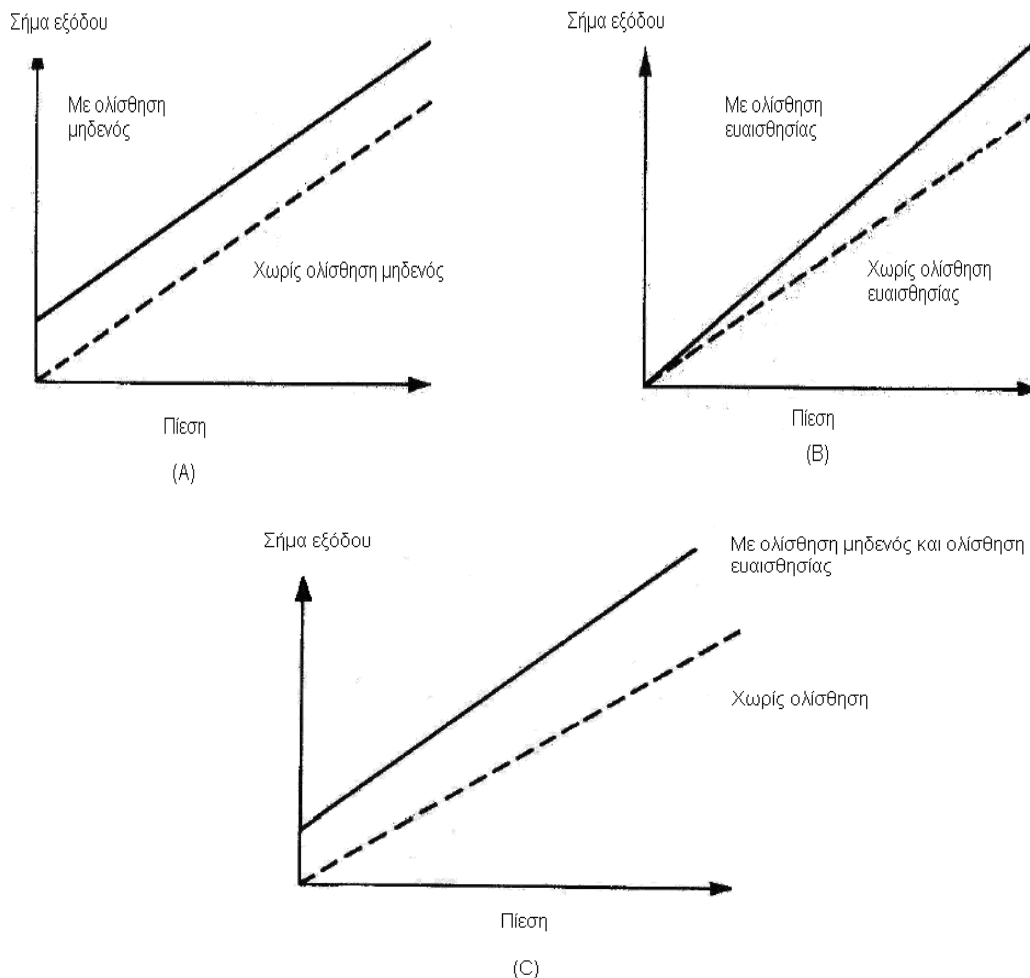 Σήμα εξόδου
Με ολίσθηση
μηδενός
Χωρίς ολίσθηση μηδενός
Πίεση
(A)
Σήμα εξόδου
Με ολίσθηση
ευαισθησίας
Χωρίς ολίσθηση
ευαισθησίας
Πίεση
(B)
Σήμα εξόδου
Με ολίσθηση μηδενός και ολίσθηση
ευαισθησίας
Χωρίς ολίσθηση
Πίεση
(C)